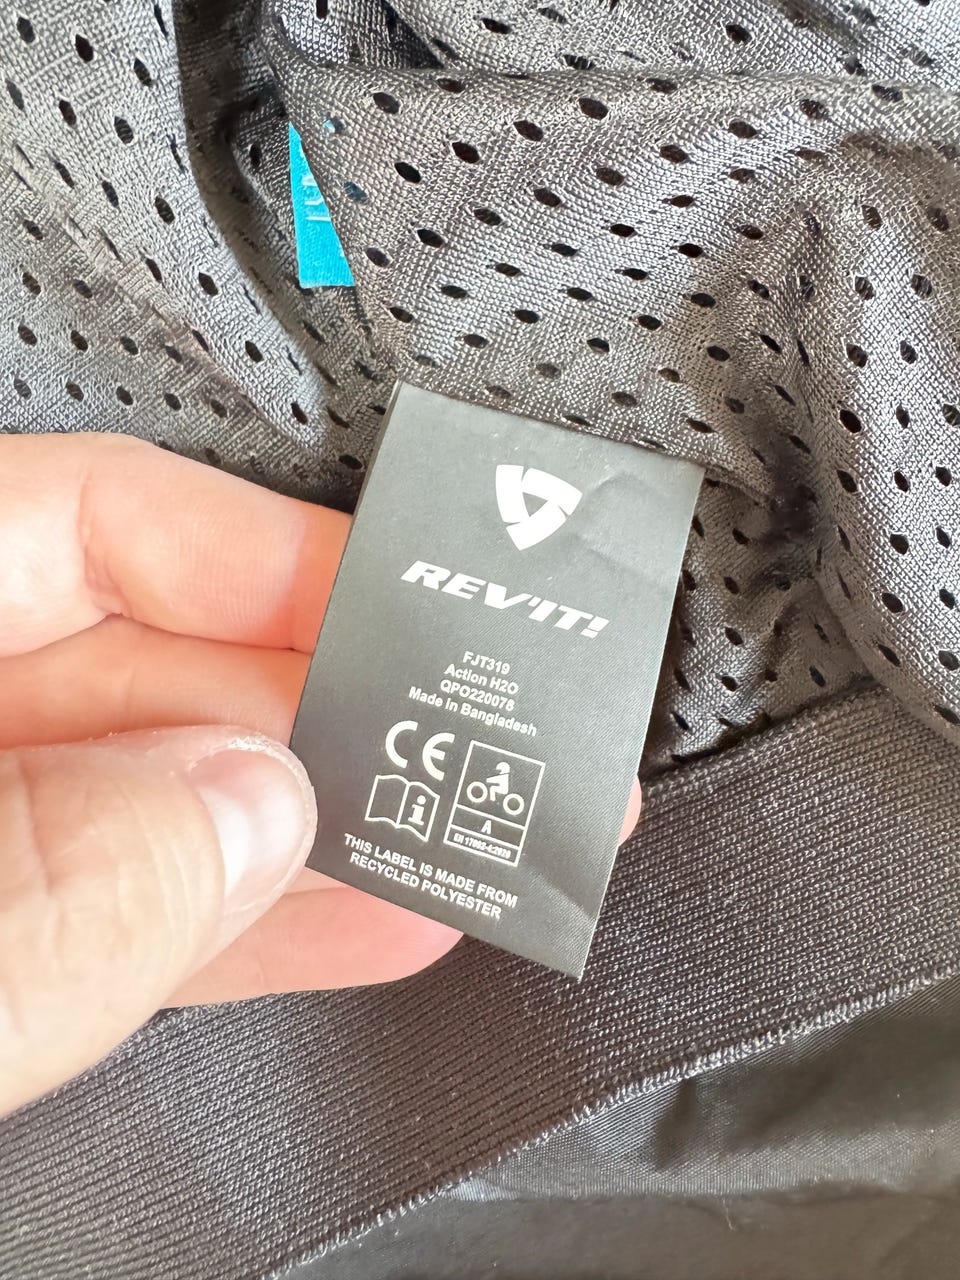 REV'IT!
FJT319
Action H2O
QPO220078
Made in Bangladesh
CE
i
A
EN 17092-4:2020
THIS LABEL IS MADE FROM
RECYCLED POLYESTER